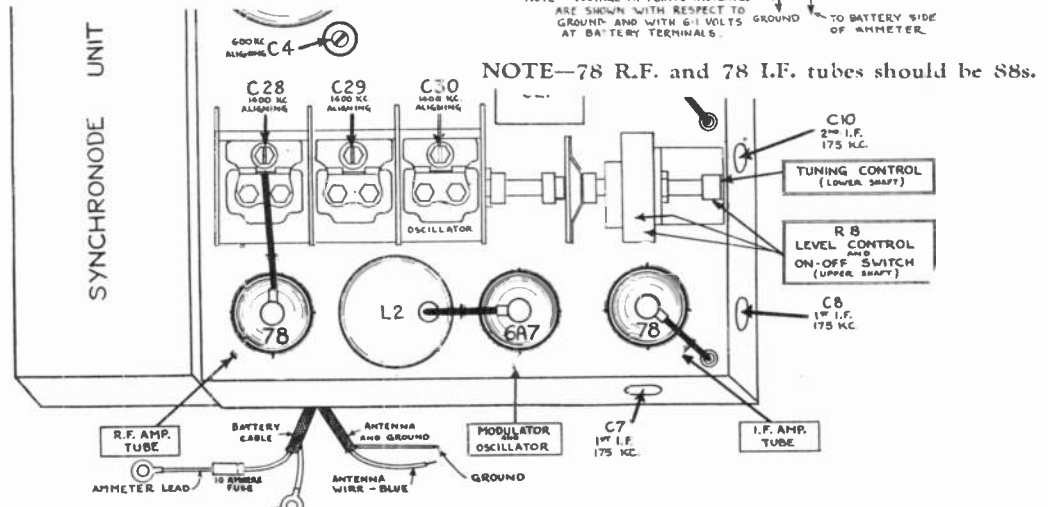 ARE SHOWN WITH RESPECT TO
GROUND AND WITH 6.1 VOLTS
AT BATTERY TERMINALS.
GROUND
TO BATTERY SIDE
OF AMMETER
NOTE—78 R.F. and 78 I.F. tubes should be 88s.
SYNCHRONODE UNIT
600 KC
ALIGNING C4
C28
1400 KC
ALIGNING
C29
1400 KC
ALIGNING
C30
1400 KC
ALIGNING
OSCILLATOR
C10
2ND I.F.
175 K.C.
TUNING CONTROL
(LOWER SHAFT)
R8
LEVEL CONTROL
AND
ON-OFF SWITCH
(UPPER SHAFT)
C8
1ST I.F.
175 K.C.
78
L2
6A7
78
R.F. AMP.
TUBE
BATTERY
CABLE
ANTENNA
AND GROUND
MODULATOR
AND
OSCILLATOR
C7
1ST I.F.
175 KC.
I.F. AMP.
TUBE
AMMETER LEAD
10 AMPERE
FUSE
ANTENNA
WIRE - BLUE
GROUND